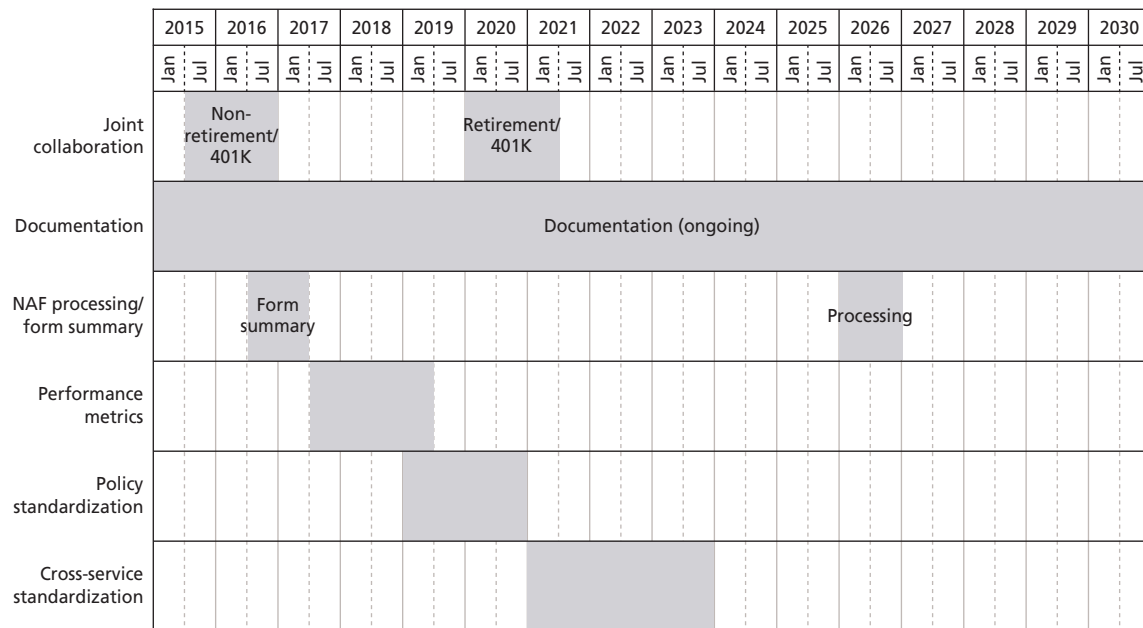 2015 2016 2017 2018 2019 2020 2021 2022 2023 2024 2025 2026 2027 2028 2029 2030
Jan Jul Jan Jul Jan Jul Jan Jul Jan Jul Jan Jul Jan Jul Jan Jul Jan Jul Jan Jul Jan Jul Jan Jul Jan Jul Jan Jul Jan Jul Jan Jul
Joint
collaboration
Non-
retirement/
401K
Retirement/
401K
Documentation
Documentation (ongoing)
NAF processing/
form summary
Form
summary
Processing
Performance
metrics
Policy
standardization
Cross-service
standardization